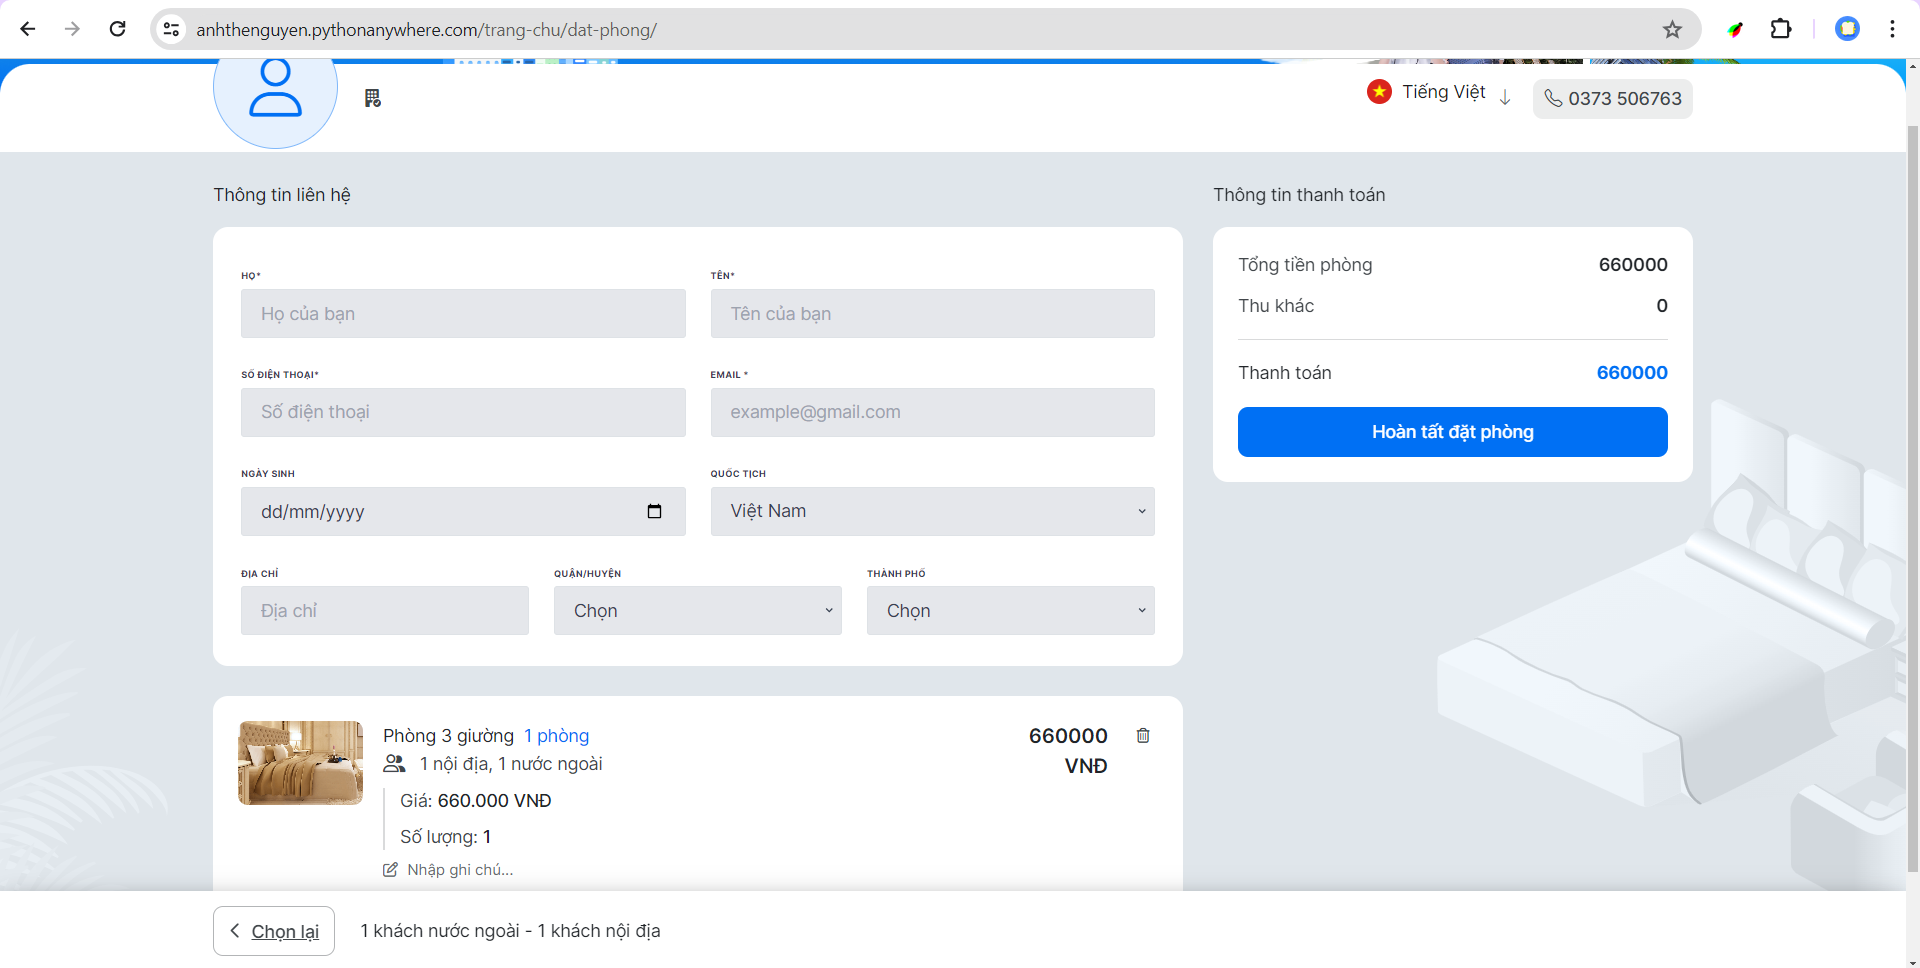 anhthenguyen.pythonanywhere.com/trang-chu/dat-phong/
Tiếng Việt
0373 506763
Thông tin liên hệ
Thông tin thanh toán
HỌ*
TÊN*
Họ của bạn
Tên của bạn
SỐ ĐIỆN THOẠI*
EMAIL *
Số điện thoại
example@gmail.com
NGÀY SINH
QUỐC TỊCH
dd/mm/yyyy
Việt Nam
ĐỊA CHỈ
QUẬN/HUYỆN
THÀNH PHỐ
Địa chỉ
Chọn
Chọn
Tổng tiền phòng
660000
Thu khác
0
Thanh toán
660000
Hoàn tất đặt phòng
Phòng 3 giường 1 phòng
660000
VNĐ
1 nội địa, 1 nước ngoài
Giá: 660.000 VNĐ
Số lượng: 1
Nhập ghi chú...
Chọn lại
1 khách nước ngoài - 1 khách nội địa